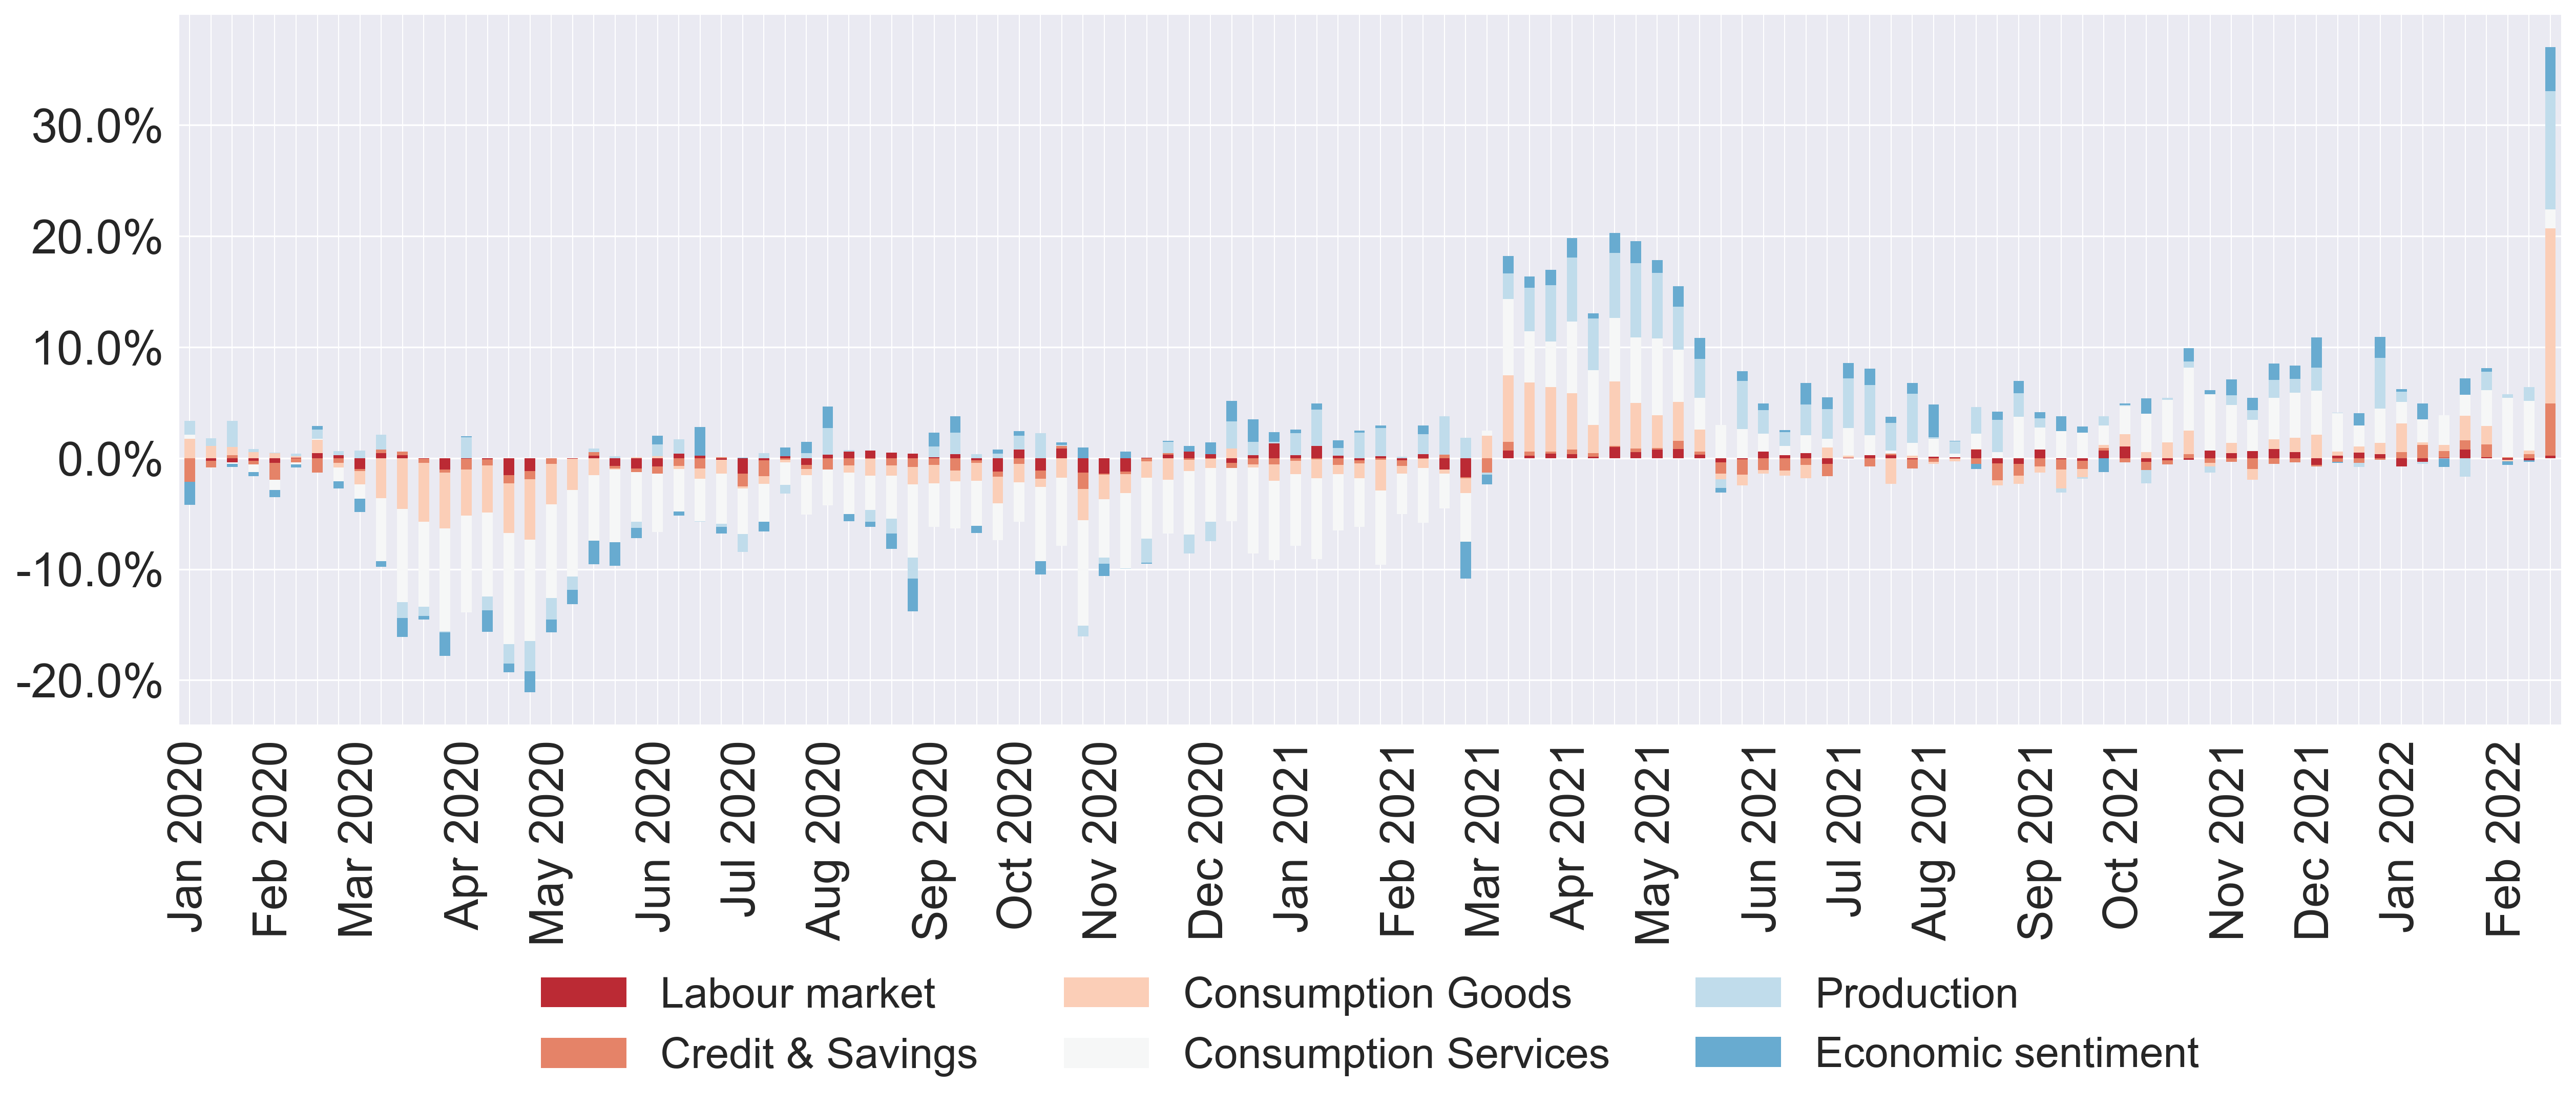 30.0%
20.0%
10.0%
0.0%
-10.0%
-20.0%
Jan 2020
Feb 2020
Mar 2020
Apr 2020
May 2020
Jun 2020
Jul 2020
Aug 2020
Sep 2020
Oct 2020
Nov 2020
Dec 2020
Jan 2021
Feb 2021
Mar 2021
Apr 2021
May 2021
Jun 2021
Jul 2021
Aug 2021
Sep 2021
Oct 2021
Nov 2021
Dec 2021
Jan 2022
Feb 2022
Labour market
Credit & Savings
Consumption Goods
Consumption Services
Production
Economic sentiment